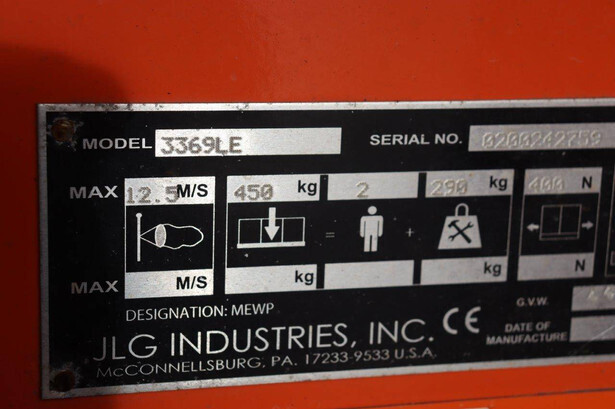 MODEL 3369LE SERIAL NO. 0200242759
MAX 12.5 M/S 450 kg 2 290 kg 400 N
= +
MAX M/S kg kg N
DESIGNATION: MEWP G.V.W.
JLG INDUSTRIES, INC. CE DATE OF
MANUFACTURE
McCONNELLSBURG, PA. 17233-9533 U.S.A.